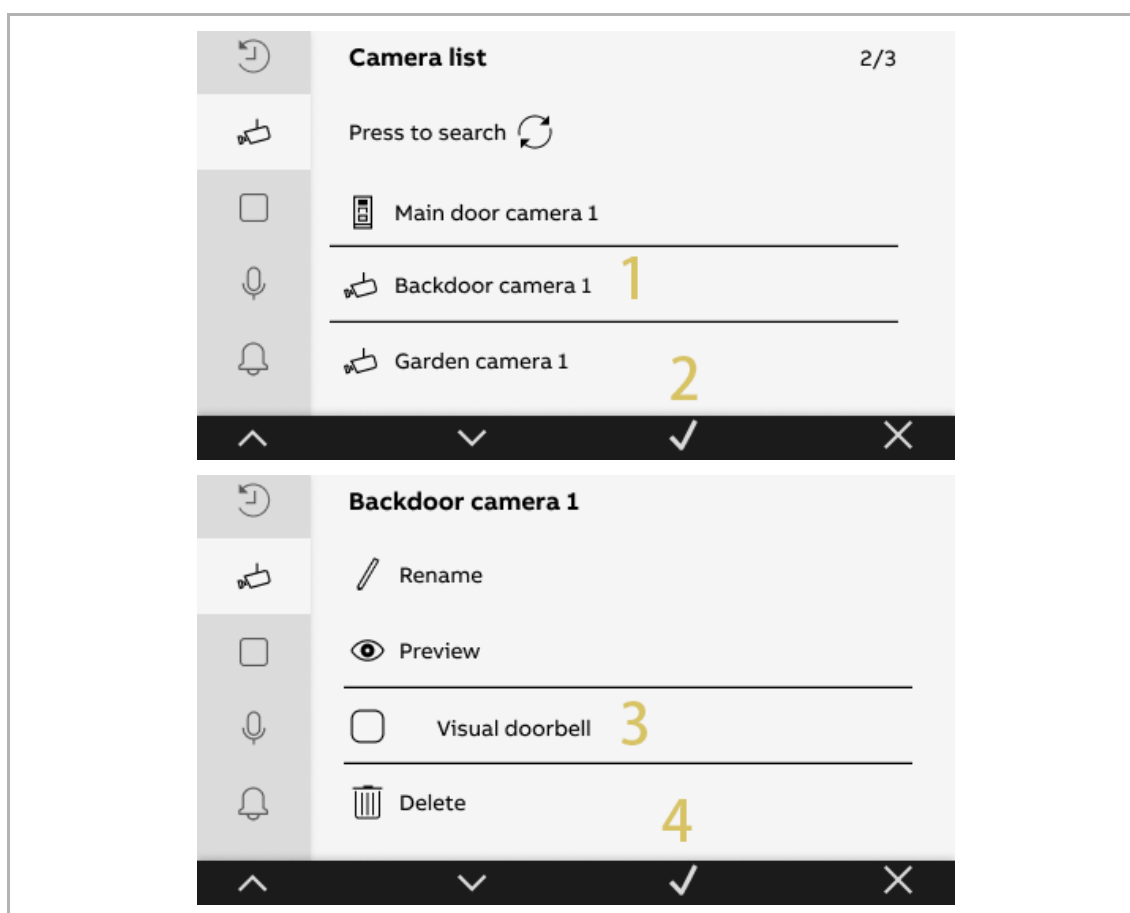 Camera list 2/3
Press to search
Main door camera 1
Backdoor camera 1 1
Garden camera 1
2
Backdoor camera 1
Rename
Preview
Visual doorbell 3
Delete
4